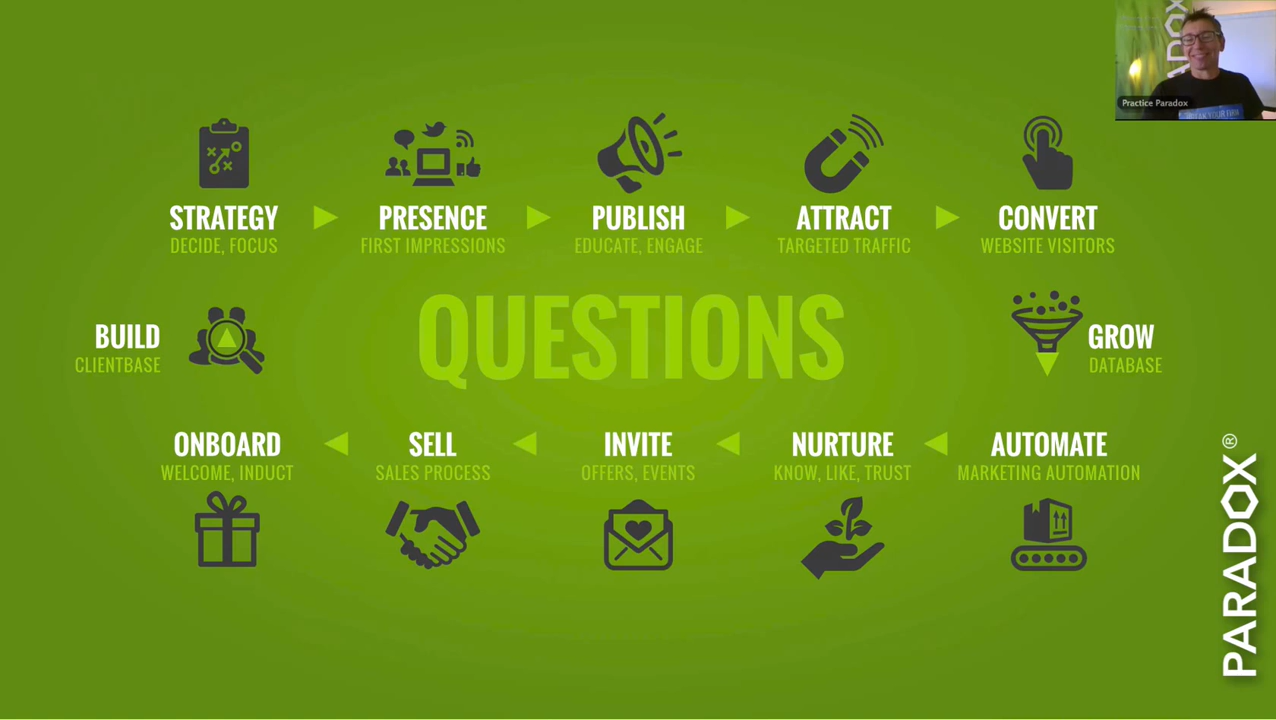 Practice Paradox
STRATEGY
DECIDE, FOCUS
PRESENCE
FIRST IMPRESSIONS
PUBLISH
EDUCATE, ENGAGE
ATTRACT
TARGETED TRAFFIC
CONVERT
WEBSITE VISITORS
BUILD
CLIENTBASE
QUESTIONS
GROW
DATABASE
ONBOARD
WELCOME, INDUCT
SELL
SALES PROCESS
INVITE
OFFERS, EVENTS
NURTURE
KNOW, LIKE, TRUST
AUTOMATE
MARKETING AUTOMATION
PARADOX®